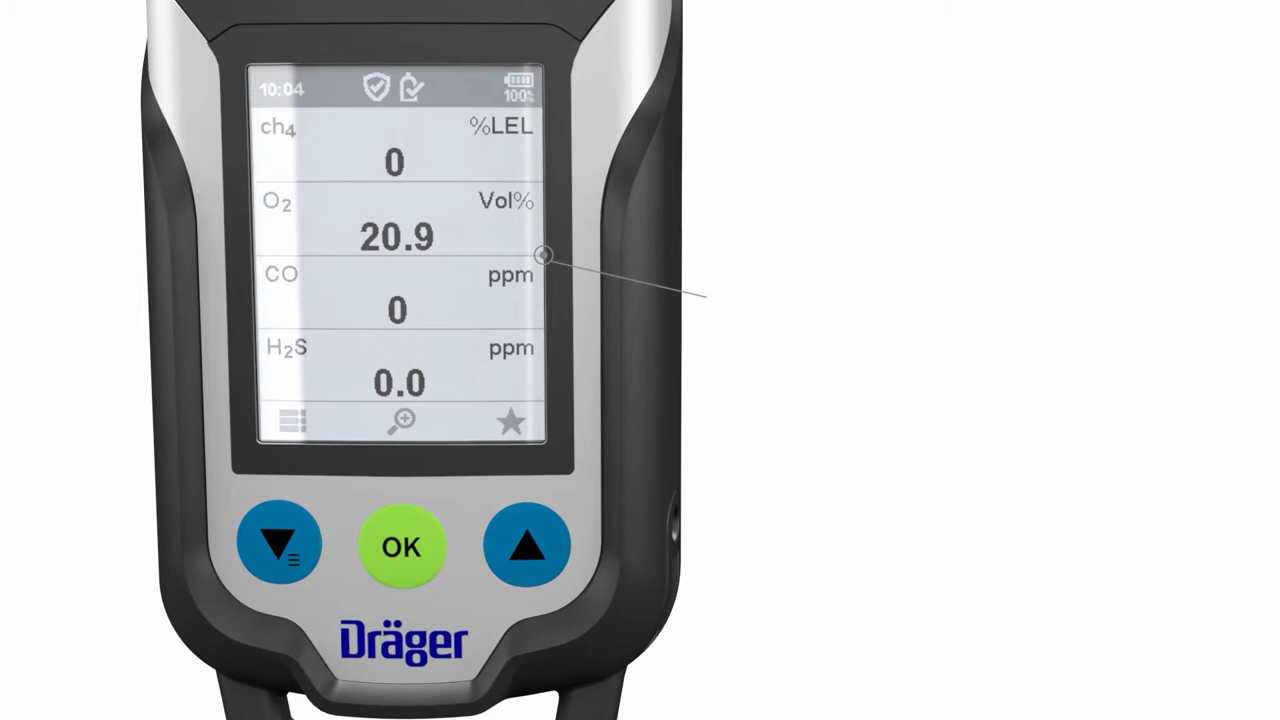 10:04 100%
ch₄ %LEL
0
O₂ Vol%
20.9
CO ppm
0
H₂S ppm
0.0
OK
Dräger